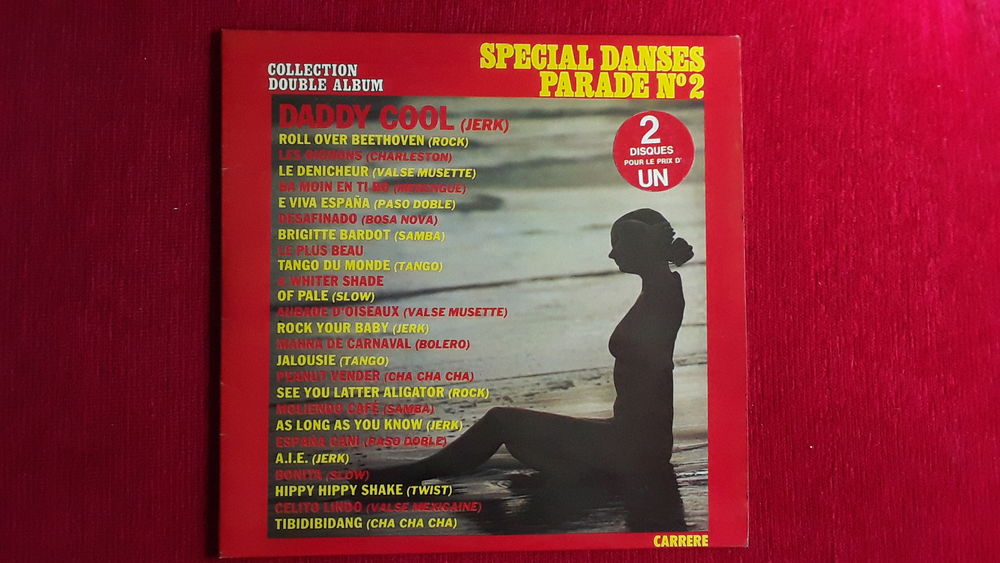 COLLECTION
DOUBLE ALBUM
SPECIAL DANSES
PARADE Nº2
DADDY COOL (JERK)
ROLL OVER BEETHOVEN (ROCK)
LES OIGNONS (CHARLESTON)
LE DENICHEUR (VALSE MUSETTE)
BA MOIN EN TI BO (MERENGUE)
E VIVA ESPAÑA (PASO DOBLE)
DESAFINADO (BOSA NOVA)
BRIGITTE BARDOT (SAMBA)
LE PLUS BEAU
TANGO DU MONDE (TANGO)
A WHITER SHADE
OF PALE (SLOW)
AUBADE D'OISEAUX (VALSE MUSETTE)
ROCK YOUR BABY (JERK)
MANHA DE CARNAVAL (BOLERO)
JALOUSIE (TANGO)
PEANUT VENDER (CHA CHA CHA)
SEE YOU LATTER ALIGATOR (ROCK)
MOLIENDO CAFÉ (SAMBA)
AS LONG AS YOU KNOW (JERK)
ESPAÑA CANI (PASO DOBLE)
A.I.E. (JERK)
BONITA (SLOW)
HIPPY HIPPY SHAKE (TWIST)
CELITO LINDO (VALSE MEXICAINE)
TIBIDIBIDANG (CHA CHA CHA)
2
DISQUES
POUR LE PRIX D'
UN
CARRERE